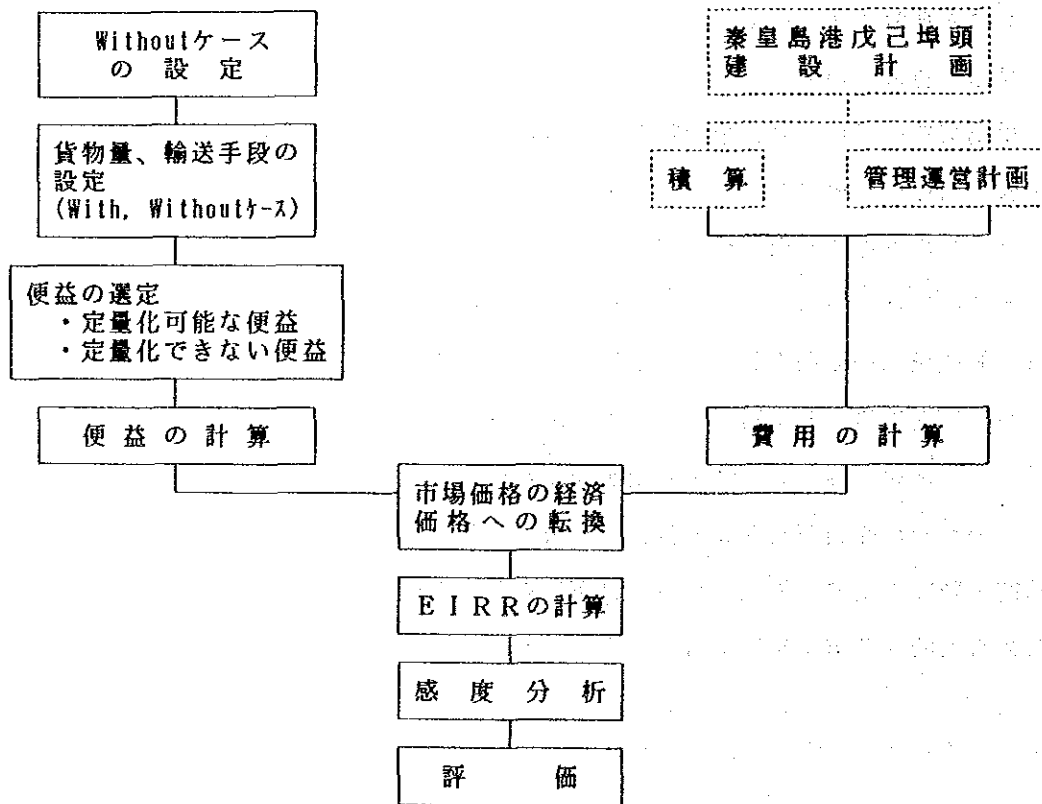 Withoutケース
の設定
貨物量、輸送手段の
設定
(With, Withoutケース)
便益の選定
・定量化可能な便益
・定量化できない便益
便益の計算
秦皇島港戊己埠頭
建設計画
積算
管理運営計画
費用の計算
市場価格の経済
価格への転換
EIRRの計算
感度分析
評価